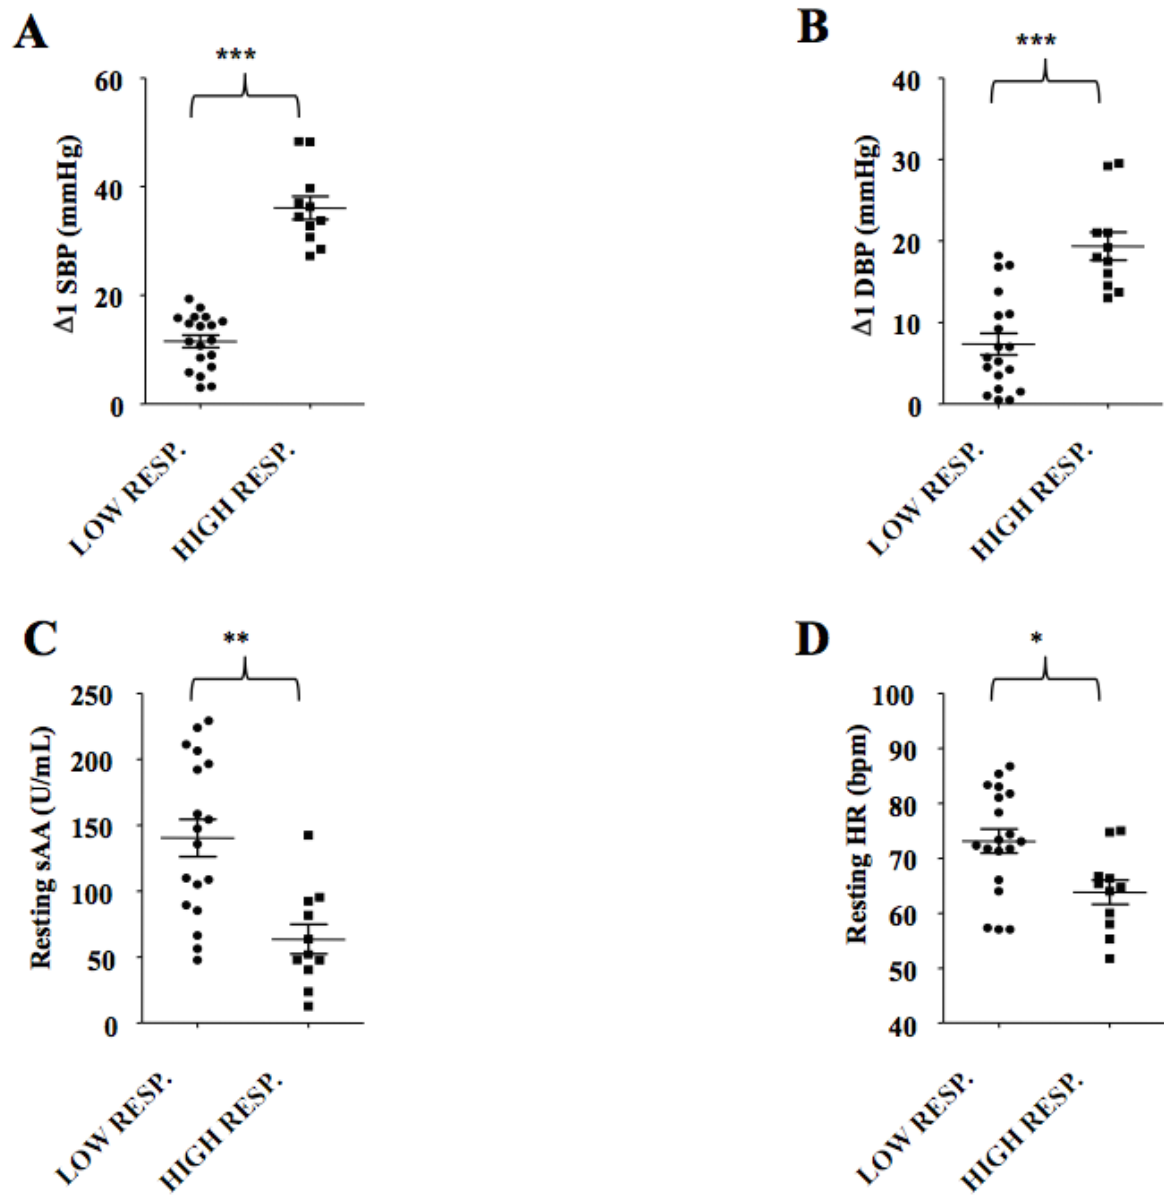 A
***
60
40
20
0
Δ1 SBP (mmHg)
LOW RESP.
HIGH RESP.
B
***
40
30
20
10
0
Δ1 DBP (mmHg)
LOW RESP.
HIGH RESP.
C
**
250
200
150
100
50
0
Resting sAA (U/mL)
LOW RESP.
HIGH RESP.
D
*
100
90
80
70
60
50
40
Resting HR (bpm)
LOW RESP.
HIGH RESP.